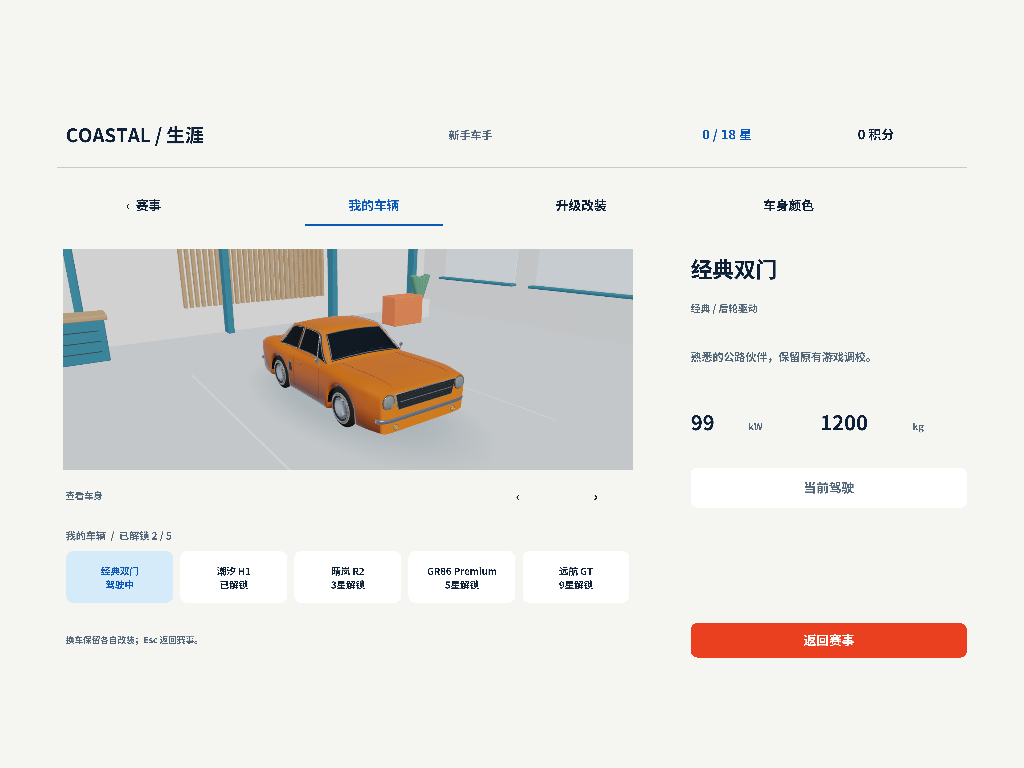 COASTAL / 生涯
新手车手
0 / 18 星
0 积分
‹ 赛事
我的车辆
升级改装
车身颜色
经典双门
经典 / 后轮驱动
熟悉的公路伙伴，保留原有游戏调校。
99 kW
1200 kg
当前驾驶
查看车身
‹
›
我的车辆 / 已解锁 2 / 5
经典双门
驾驶中
潮汐 H1
已解锁
晴岚 R2
3星解锁
GR86 Premium
5星解锁
远航 GT
9星解锁
换车保留各自改装；Esc 返回赛事。
返回赛事